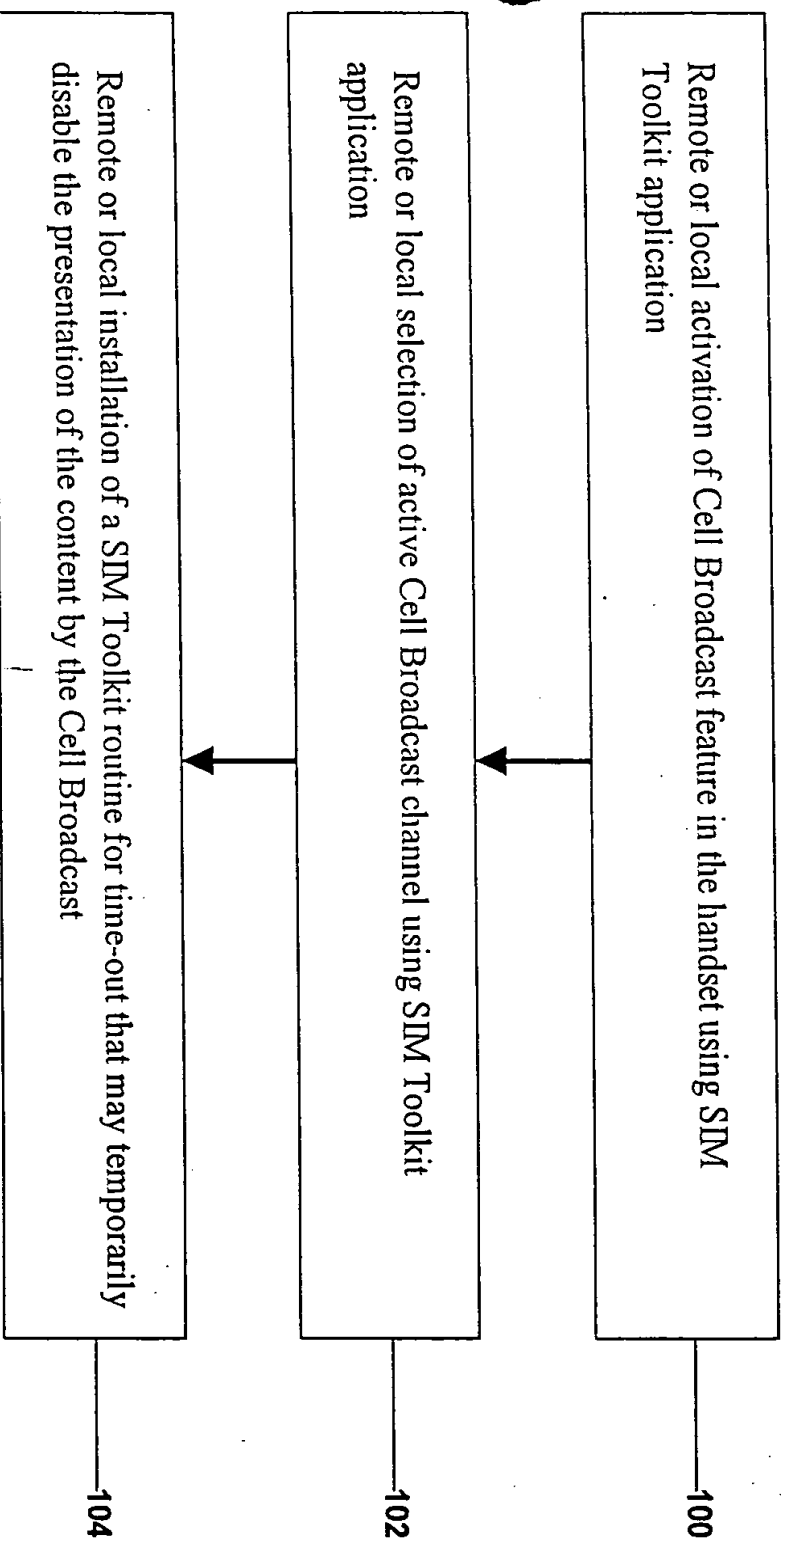 Remote or local activation of Cell Broadcast feature in the handset using SIM
Toolkit application
100
Remote or local selection of active Cell Broadcast channel using SIM Toolkit
application
102
Remote or local installation of a SIM Toolkit routine for time-out that may temporarily
disable the presentation of the content by the Cell Broadcast
104